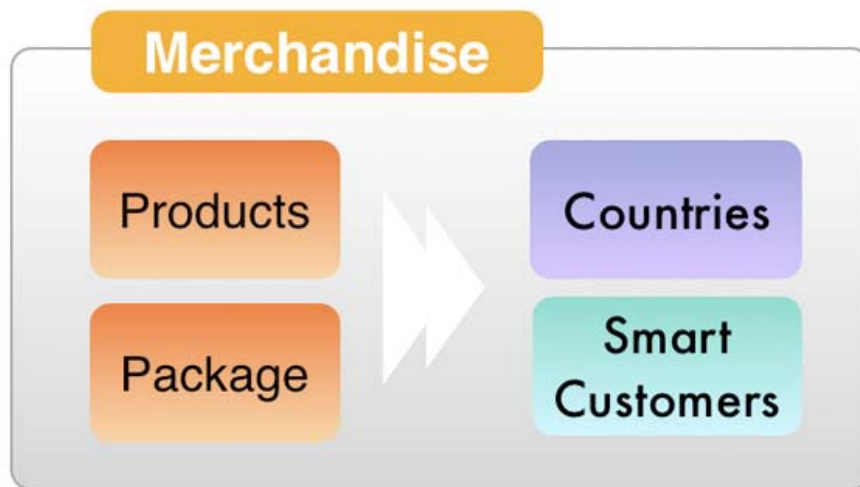 Merchandise
Products
Countries
Package
Smart
Customers